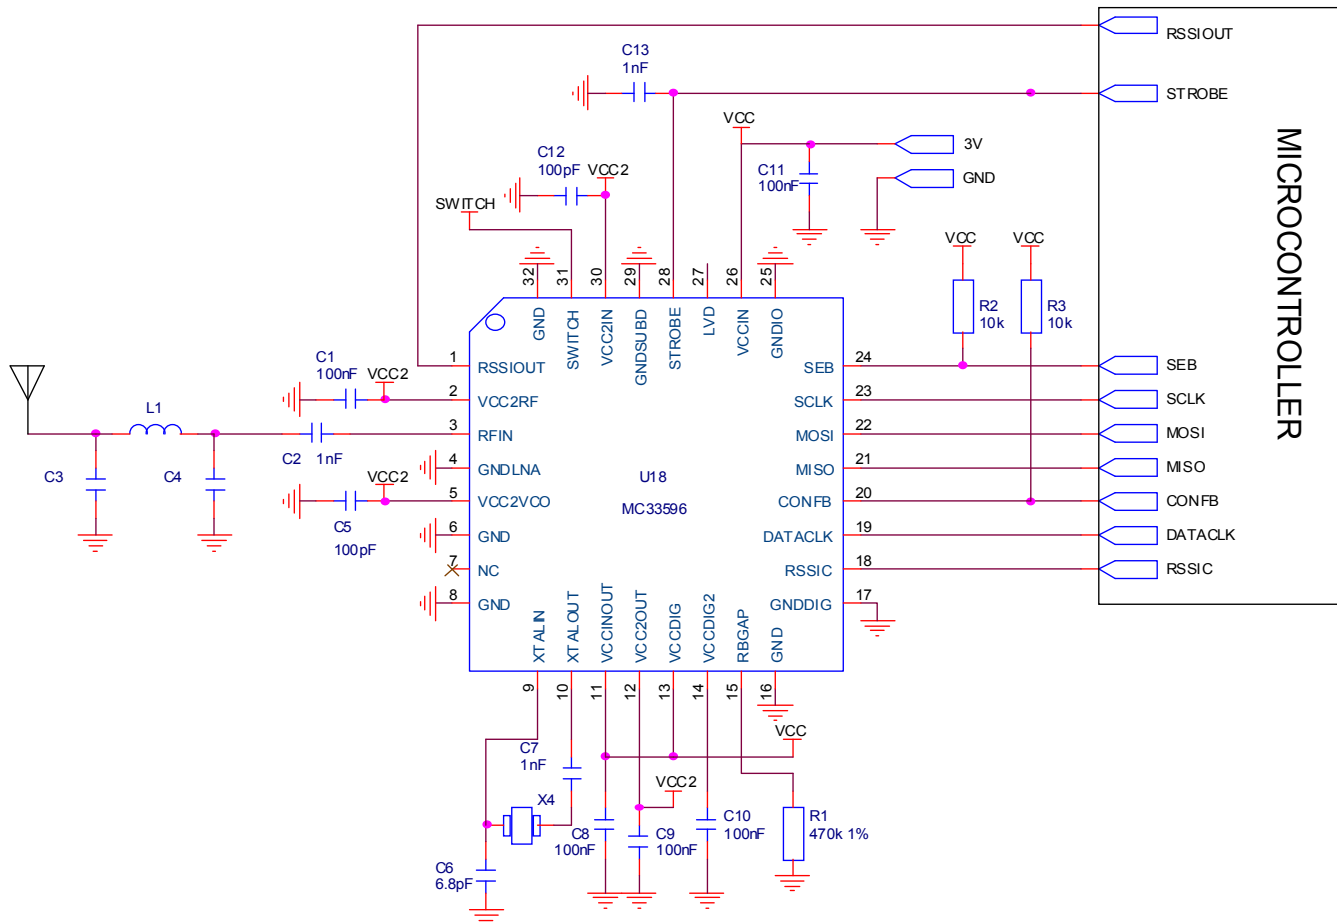 RSSIOUT
C13
1nF
STROBE
VCC
3V
C12
100pF
VCC2
C11
100nF
GND
SWITCH
MICROCONTROLLER
VCC
VCC
32
31
30
29
28
27
26
25
R2
10k
R3
10k
GND
SWITCH
VCC2IN
GNDSUBD
STROBE
LVD
VCCIN
GNDIO
C1
100nF
VCC2
1
RSSIOUT
SEB
24
SEB
2
VCC2RF
SCLK
23
SCLK
L1
3
RFIN
MOSI
22
MOSI
C2
1nF
C3
C4
4
GNDLNA
MISO
21
MISO
U18
MC33596
VCC2
5
VCC2VCO
CONFB
20
CONFB
C5
100pF
6
GND
DATACLK
19
DATACLK
7
NC
RSSIC
18
RSSIC
8
GND
GNDDIG
17
XTALIN
XTALOUT
VCCINOUT
VCC2OUT
VCCDIG
VCCDIG2
RBGAP
GND
9
10
11
12
13
14
15
16
VCC
C7
1nF
VCC2
X4
C8
100nF
C9
100nF
C10
100nF
R1
470k 1%
C6
6.8pF